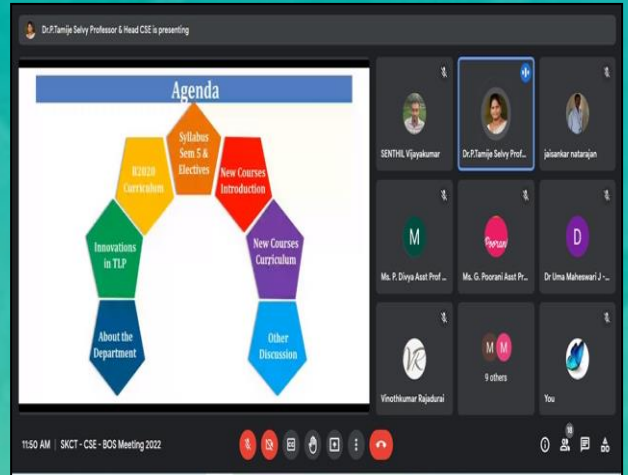 Dr.P.Tamije Selvy Professor & Head CSE is presenting
Agenda
Syllabus
Sem 5 &
Electives
R2020
Curriculum
New Courses
Introduction
Innovations
in TLP
New Courses
Curriculum
About the
Department
Other
Discussion
SENTHIL Vijayakumar
Dr.P.Tamije Selvy Prof...
jaisankar natarajan
M
Poorani
D
Ms. P. Divya Asst Prof ...
Ms. G. Poorani Asst Pr...
Dr Uma Maheswari J -...
VR
M M
Vinothkumar Rajadurai
9 others
You
11:50 AM | SKCT - CSE - BOS Meeting 2022
18